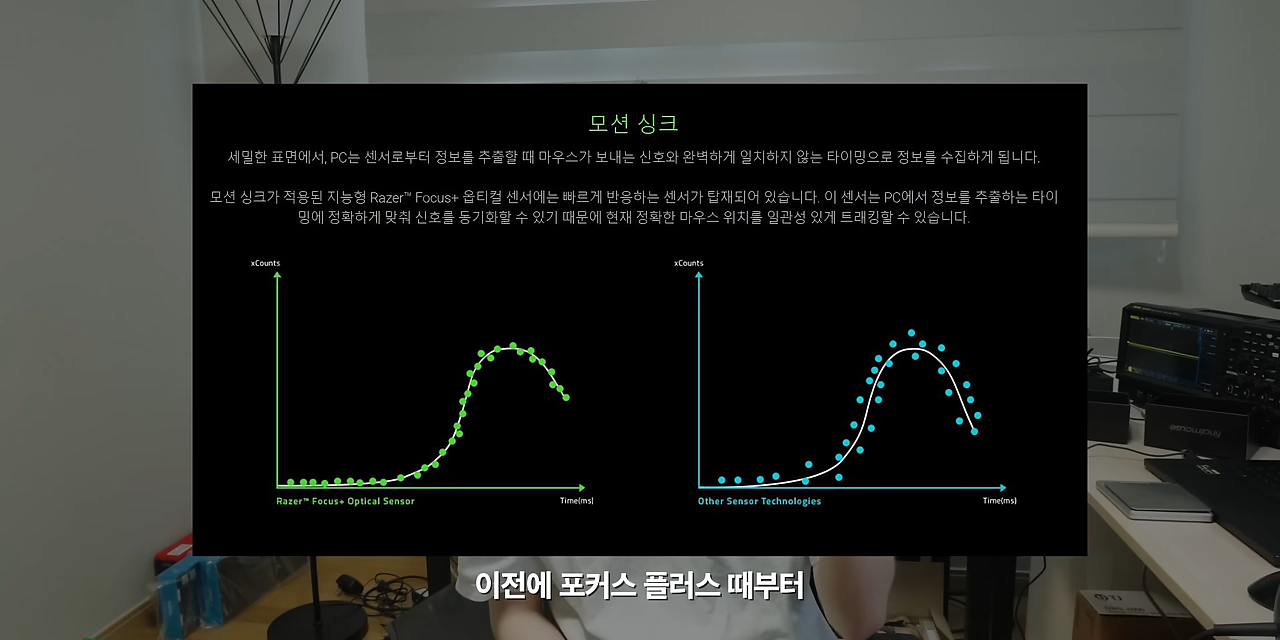 모션 싱크
세밀한 표면에서, PC는 센서로부터 정보를 추출할 때 마우스가 보내는 신호와 완벽하게 일치하지 않는 타이밍으로 정보를 수집하게 됩니다.
모션 싱크가 적용된 지능형 Razer™ Focus+ 옵티컬 센서에는 빠르게 반응하는 센서가 탑재되어 있습니다. 이 센서는 PC에서 정보를 추출하는 타이
밍에 정확하게 맞춰 신호를 동기화할 수 있기 때문에 현재 정확한 마우스 위치를 일관성 있게 트래킹할 수 있습니다.
xCounts
Razer™ Focus+ Optical Sensor
Time(ms)
xCounts
Other Sensor Technologies
Time(ms)
finalmouse
이전에 포커스 플러스 때부터